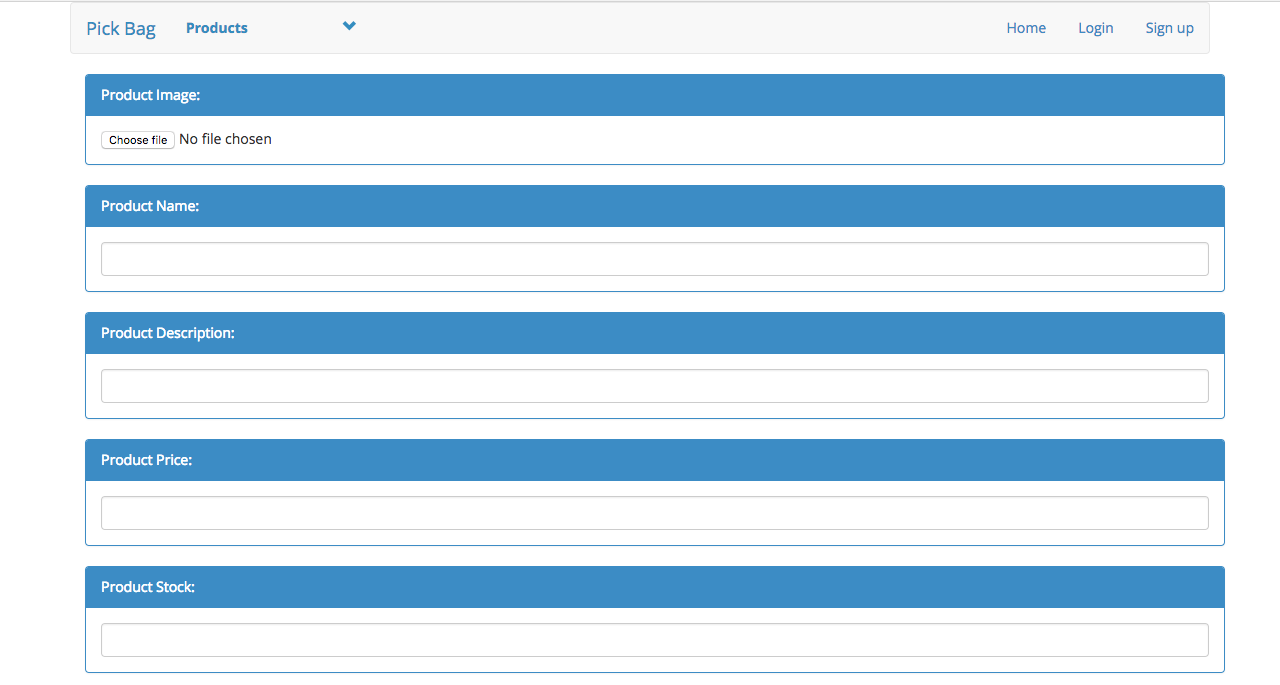 Pick Bag Products Home Login Sign up
Product Image:
Choose file No file chosen
Product Name:
Product Description:
Product Price:
Product Stock: